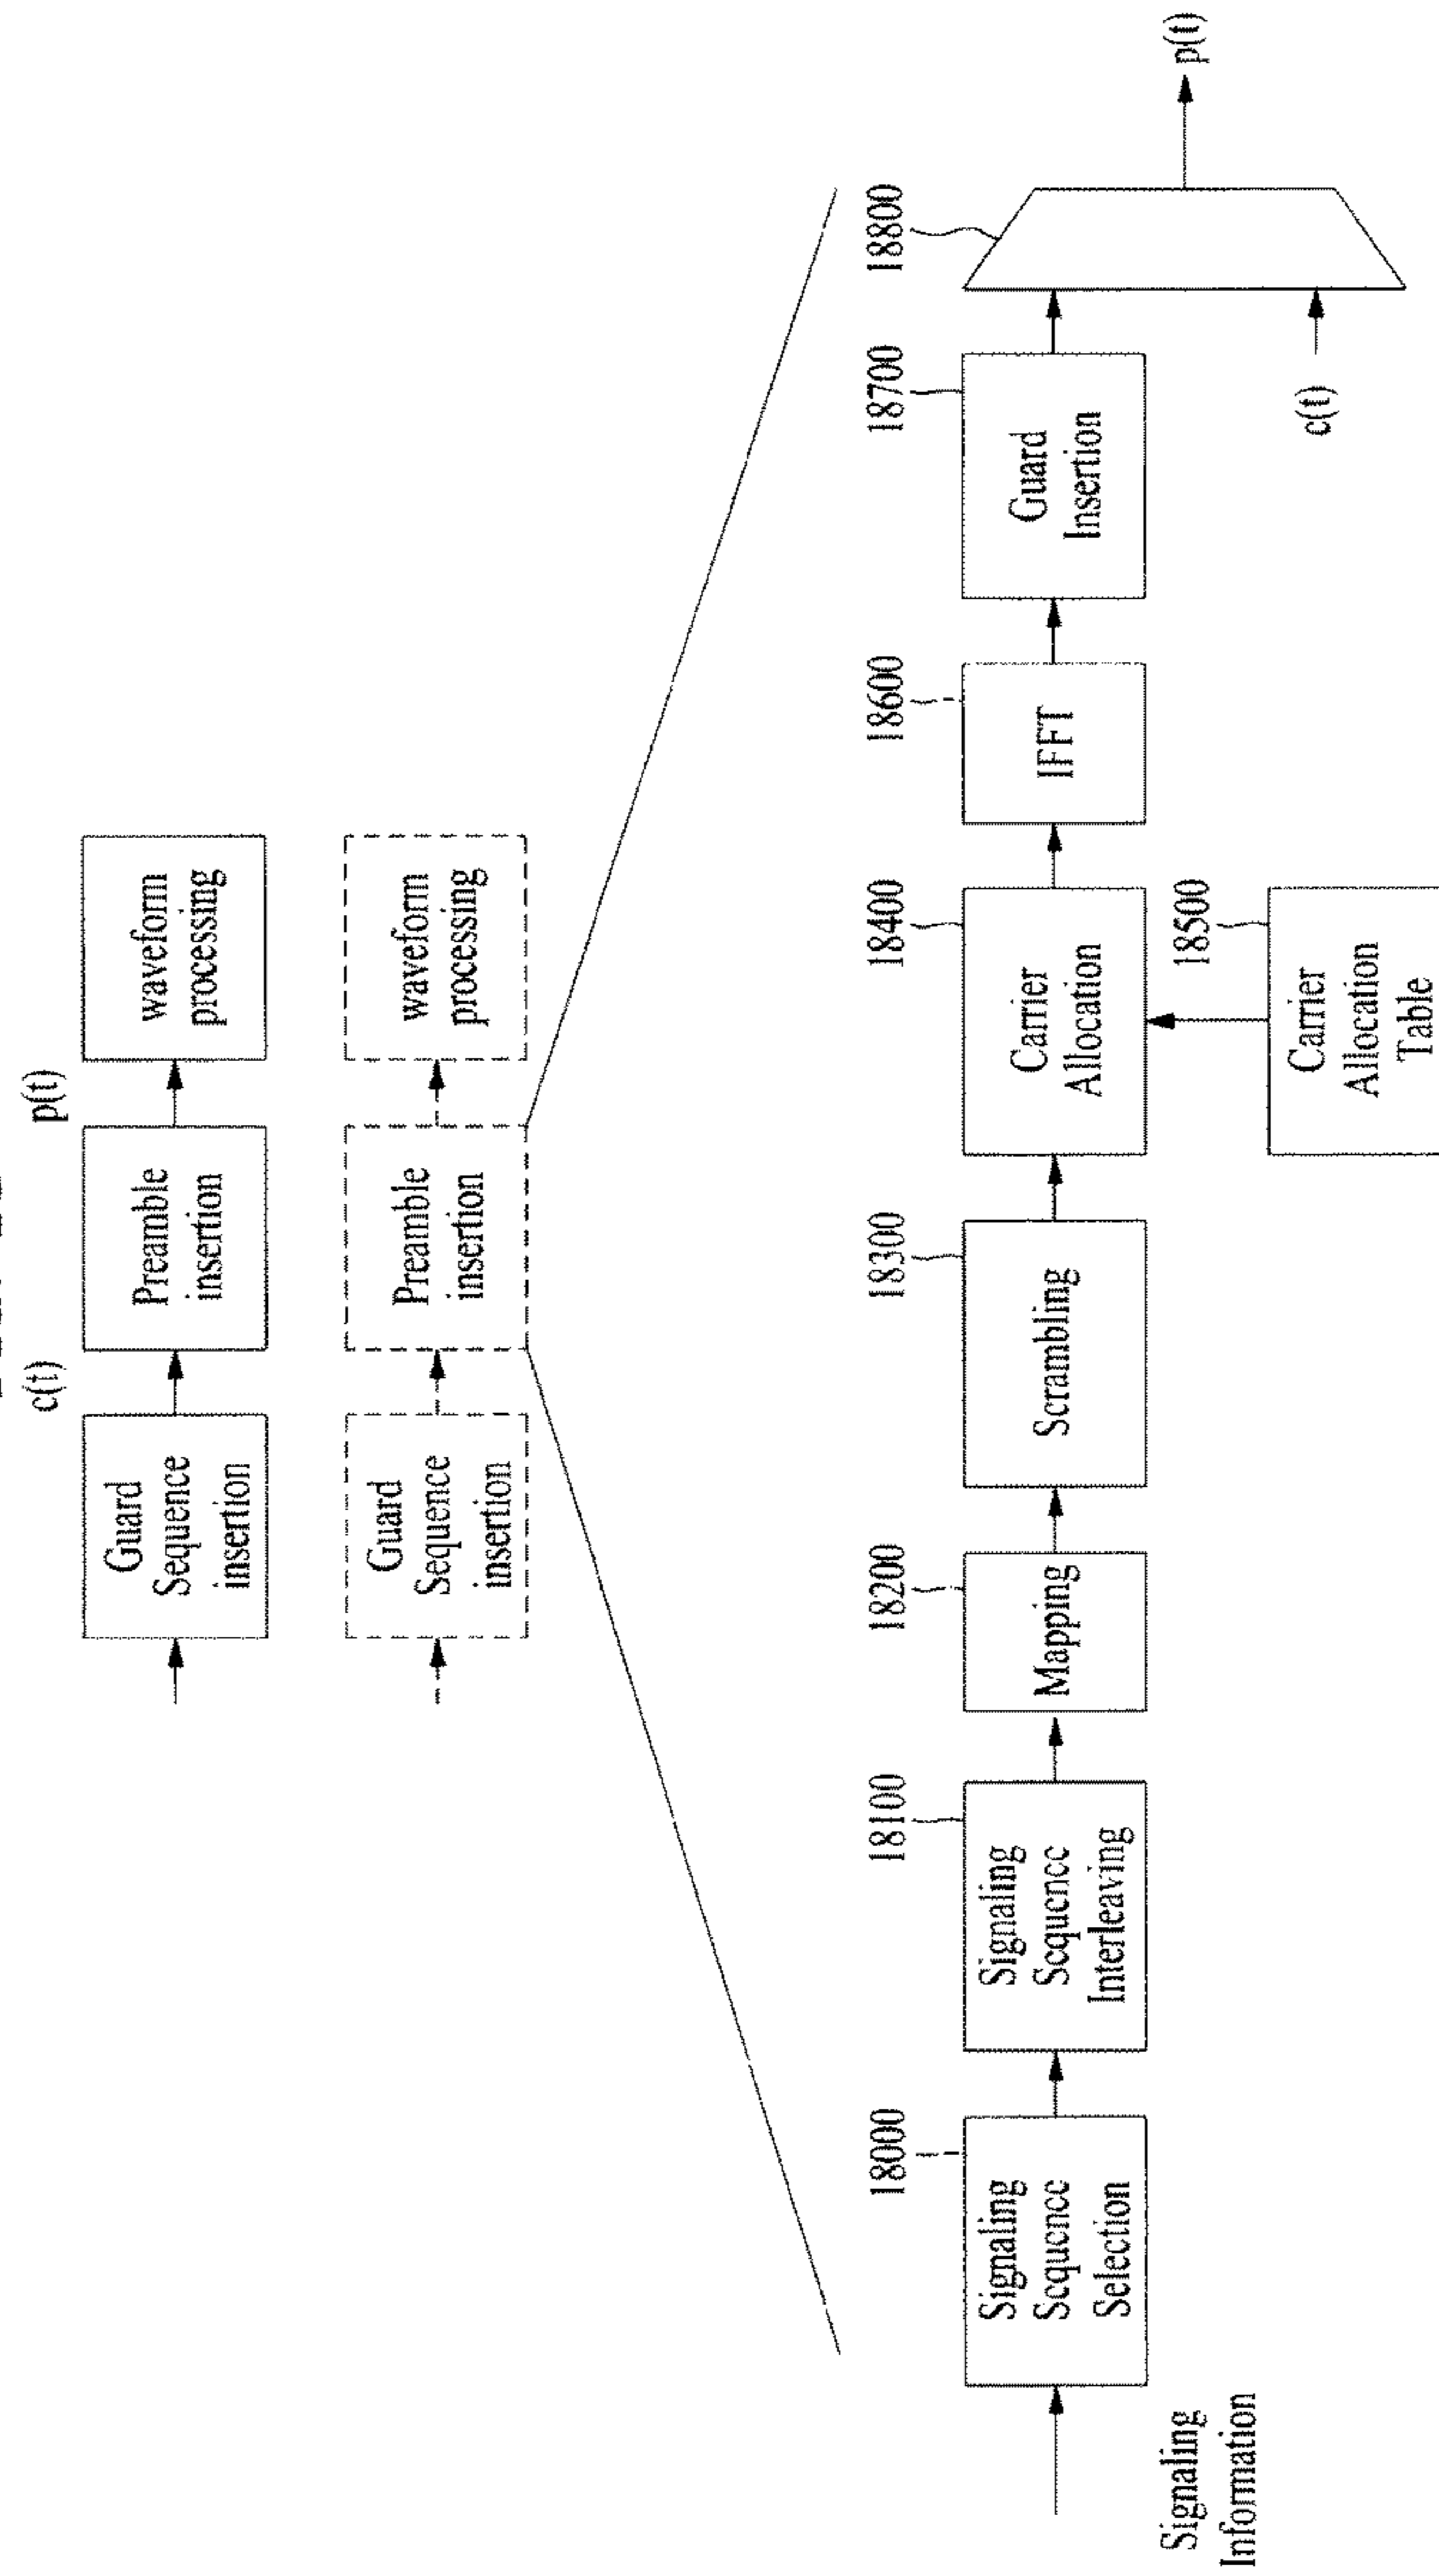 c(t)
p(t)
Guard
Sequence
insertion
Preamble
insertion
waveform
processing
Guard
Sequence
insertion
Preamble
insertion
waveform
processing
18000
18100
18200
18300
18400
18600
18700
18800
Signaling
Sequence
Selection
Signaling
Sequence
Interleaving
Mapping
Scrambling
Carrier
Allocation
IFFT
Guard
Insertion
p(t)
Signaling
Information
18500
Carrier
Allocation
Table
c(t)